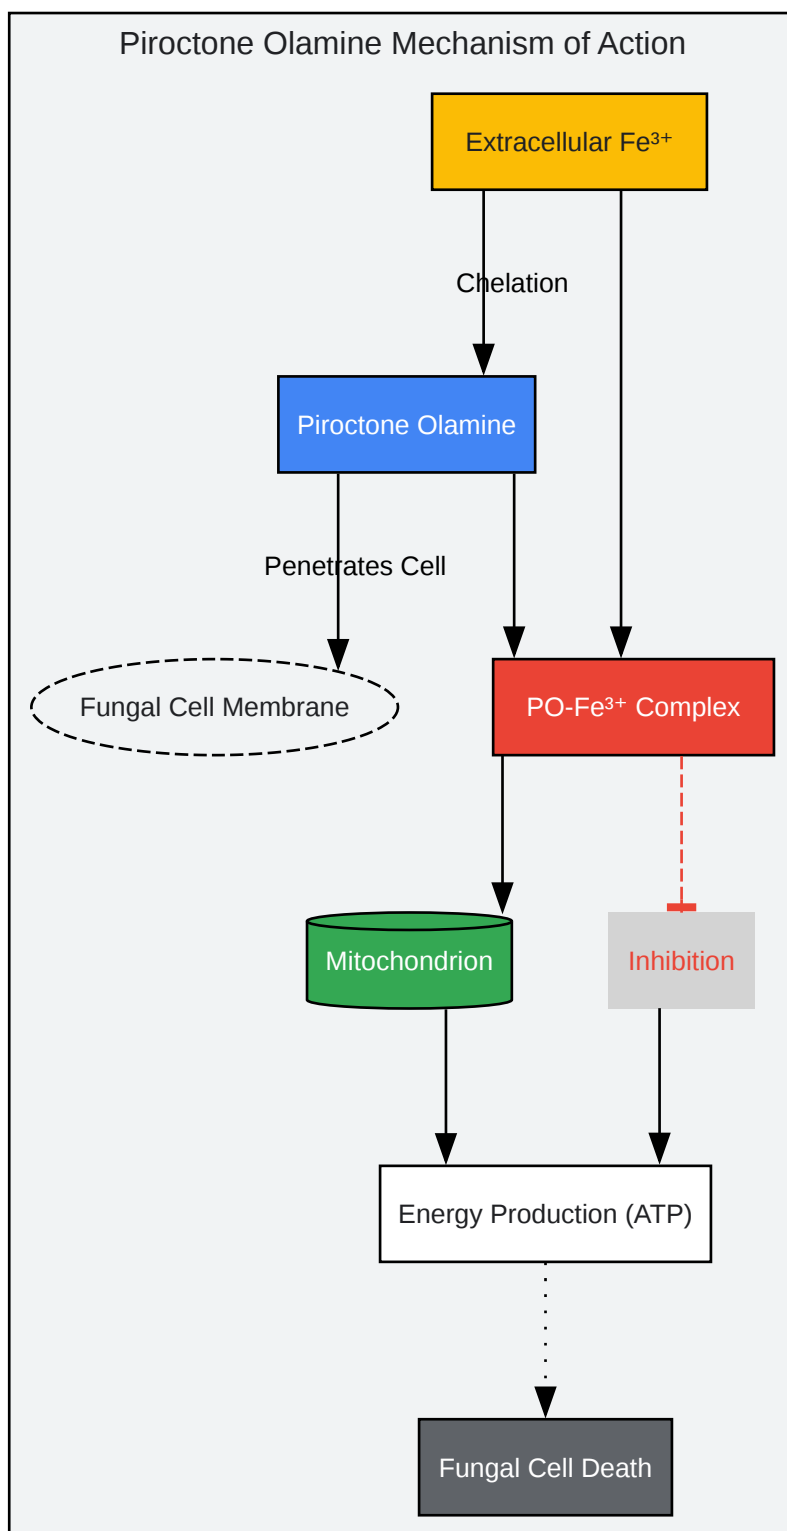 Piroctone Olamine Mechanism of Action
Extracellular Fe³⁺
Chelation
Piroctone Olamine
Penetrates Cell
Fungal Cell Membrane
PO-Fe³⁺ Complex
Mitochondrion
Inhibition
Energy Production (ATP)
Fungal Cell Death